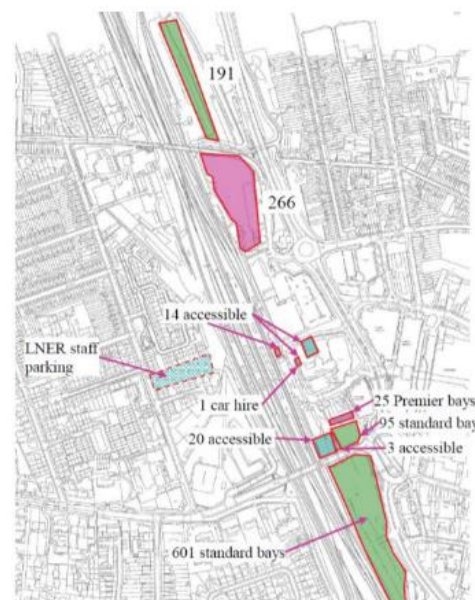 191
266
14 accessible
LNER staff
parking
1 car hire
25 Premier bays
95 standard bay
20 accessible
3 accessible
601 standard bays